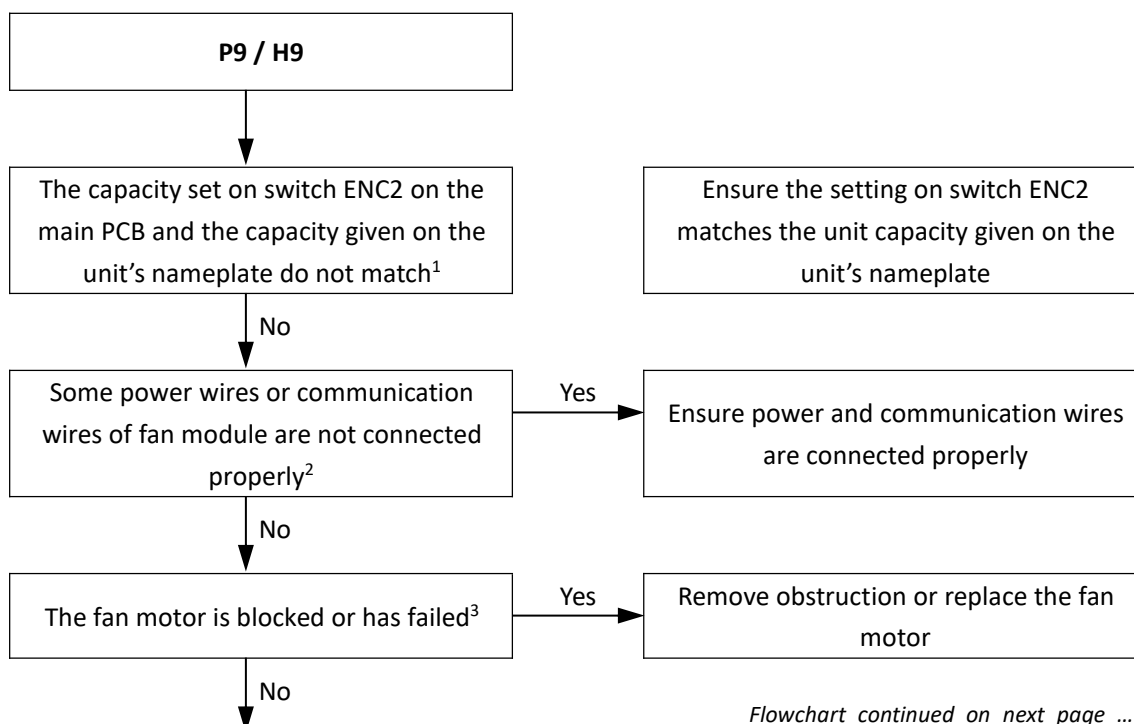 P9 / H9
The capacity set on switch ENC2 on the
main PCB and the capacity given on the
unit’s nameplate do not match¹
Ensure the setting on switch ENC2
matches the unit capacity given on the
unit’s nameplate
No
Some power wires or communication
wires of fan module are not connected
properly²
Yes
Ensure power and communication wires
are connected properly
No
The fan motor is blocked or has failed³
Yes
Remove obstruction or replace the fan
motor
No
Flowchart continued on next page ...